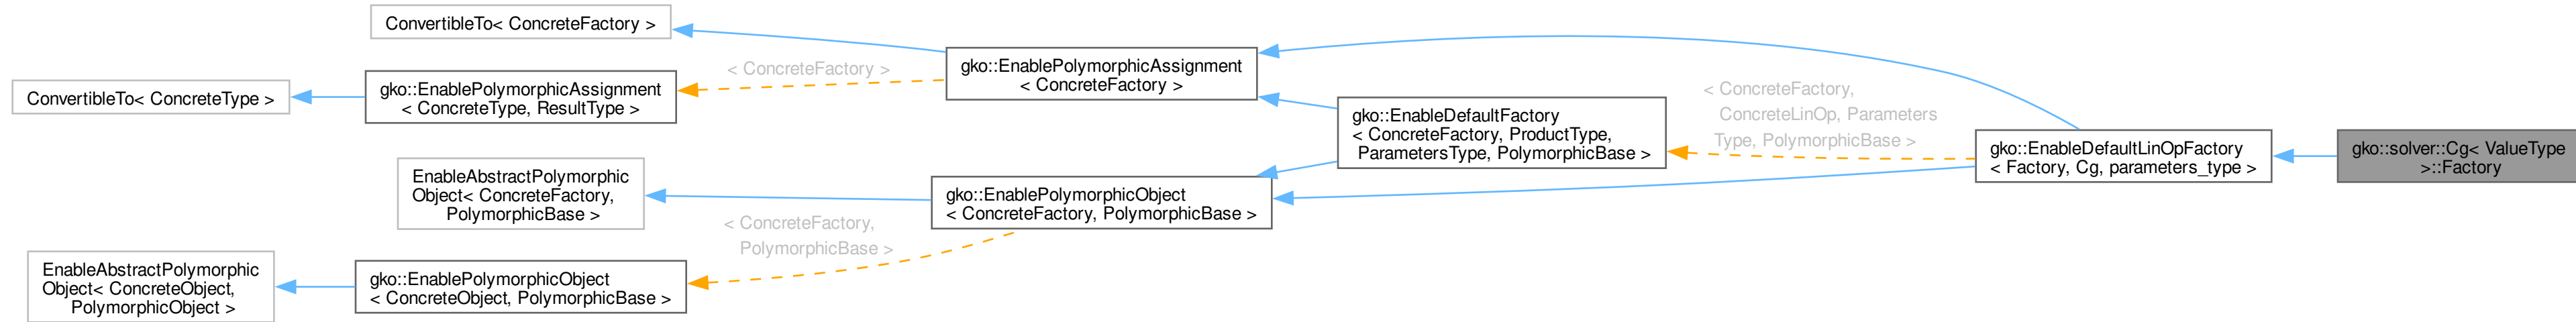 ConvertibleTo< ConcreteFactory >
ConvertibleTo< ConcreteType >
gko::EnablePolymorphicAssignment
< ConcreteType, ResultType >
< ConcreteFactory >
gko::EnablePolymorphicAssignment
< ConcreteFactory >
EnableAbstractPolymorphic
Object< ConcreteFactory,
PolymorphicBase >
EnableAbstractPolymorphic
Object< ConcreteObject,
PolymorphicObject >
gko::EnablePolymorphicObject
< ConcreteObject, PolymorphicBase >
< ConcreteFactory,
PolymorphicBase >
gko::EnablePolymorphicObject
< ConcreteFactory, PolymorphicBase >
gko::EnableDefaultFactory
< ConcreteFactory, ProductType,
ParametersType, PolymorphicBase >
< ConcreteFactory,
ConcreteLinOp, Parameters
Type, PolymorphicBase >
gko::EnableDefaultLinOpFactory
< Factory, Cg, parameters_type >
gko::solver::Cg< ValueType
>::Factory